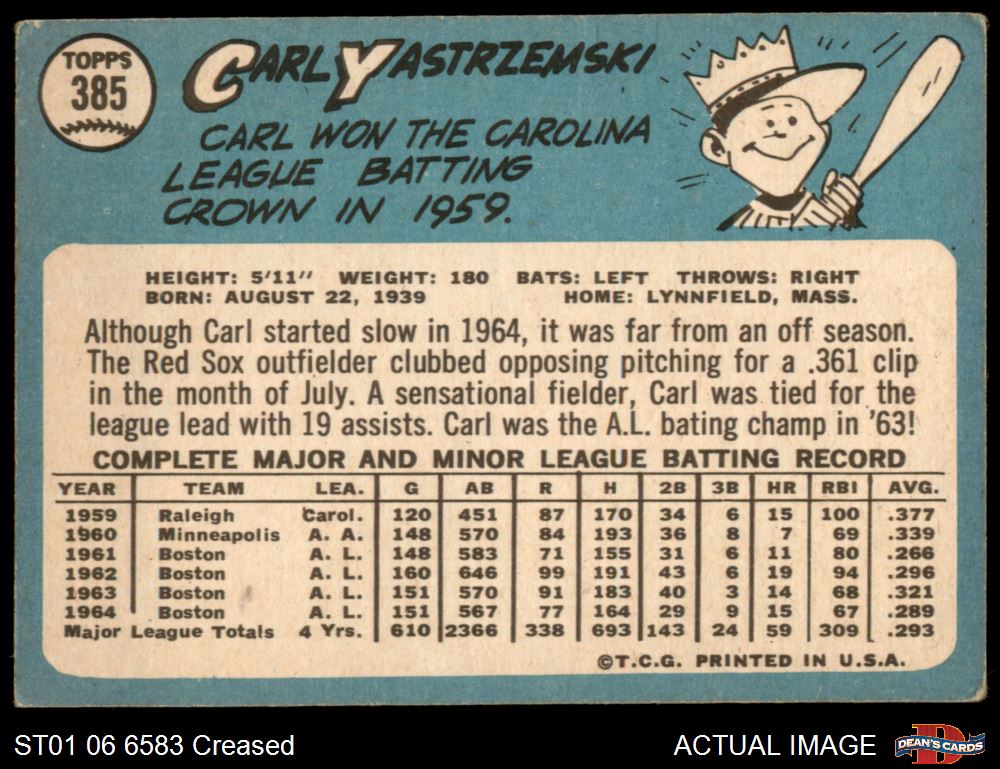 TOPPS
385
CARL YASTRZEMSKI
CARL WON THE CAROLINA
LEAGUE BATTING
CROWN IN 1959.
HEIGHT: 5'11" WEIGHT: 180 BATS: LEFT THROWS: RIGHT
BORN: AUGUST 22, 1939 HOME: LYNNFIELD, MASS.
Although Carl started slow in 1964, it was far from an off season.
The Red Sox outfielder clubbed opposing pitching for a .361 clip
in the month of July. A sensational fielder, Carl was tied for the
league lead with 19 assists. Carl was the A.L. bating champ in '63!
COMPLETE MAJOR AND MINOR LEAGUE BATTING RECORD
YEAR TEAM LEA. G AB R H 2B 3B HR RBI AVG.
1959 Raleigh Carol. 120 451 87 170 34 6 15 100 .377
1960 Minneapolis A. A. 148 570 84 193 36 8 7 69 .339
1961 Boston A. L. 148 583 71 155 31 6 11 80 .266
1962 Boston A. L. 160 646 99 191 43 6 19 94 .296
1963 Boston A. L. 151 570 91 183 40 3 14 68 .321
1964 Boston A. L. 151 567 77 164 29 9 15 67 .289
Major League Totals 4 Yrs. 610 2366 338 693 143 24 59 309 .293
©T.C.G. PRINTED IN U.S.A.
ST01 06 6583 Creased
ACTUAL IMAGE
D
DEAN'S CARDS